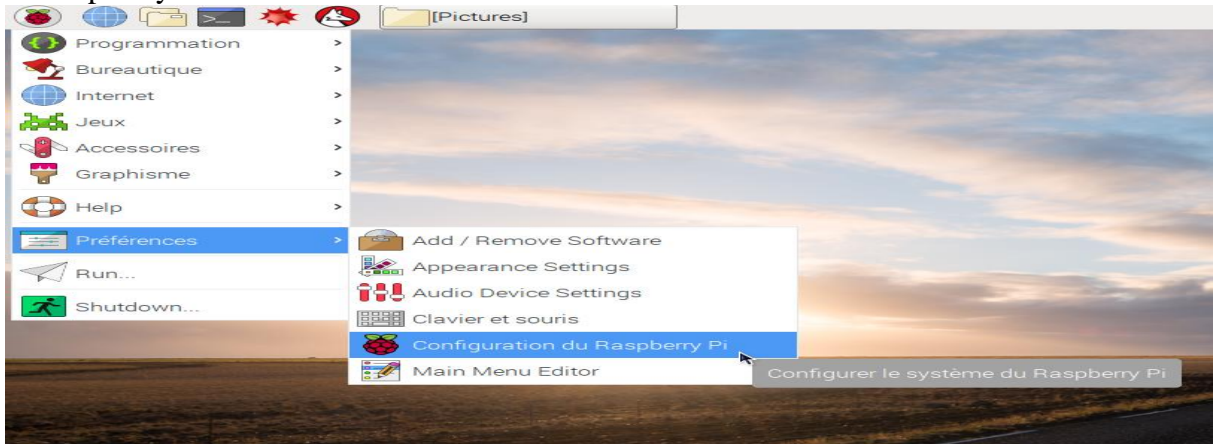 [Pictures]
Programmation
Bureautique
Internet
Jeux
Accessoires
Graphisme
Help
Préférences
Run...
Shutdown...
Add / Remove Software
Appearance Settings
Audio Device Settings
Clavier et souris
Configuration du Raspberry Pi
Main Menu Editor
Configurer le système du Raspberry Pi